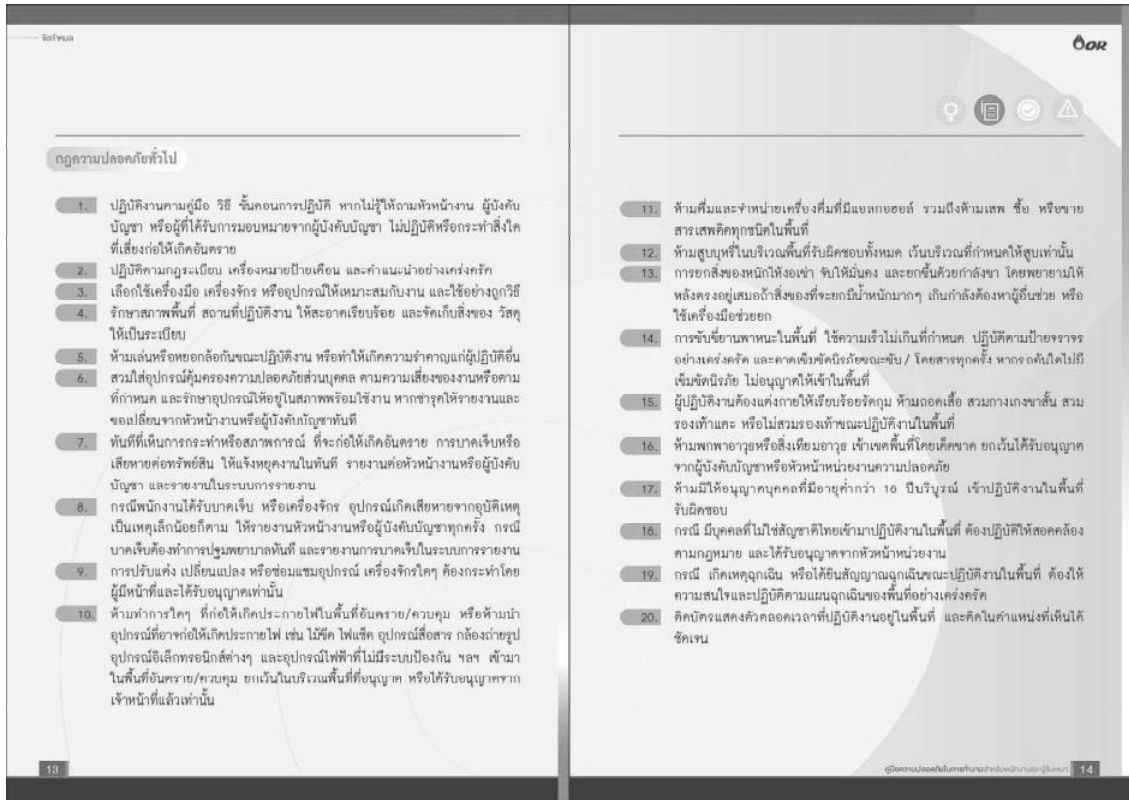 ข้อกำหนด
กฎความปลอดภัยทั่วไป
1. ปฏิบัติงานตามคู่มือ วิธี ขั้นตอนการปฏิบัติ หากไม่รู้ให้ถามหัวหน้างาน ผู้บังคับ
บัญชา หรือผู้ที่ได้รับการมอบหมายจากผู้บังคับบัญชา ไม่ปฏิบัติหรือกระทำสิ่งใด
ที่เสี่ยงก่อให้เกิดอันตราย
2. ปฏิบัติตามกฎระเบียบ เครื่องหมายป้ายเตือน และคำแนะนำอย่างเคร่งครัด
3. เลือกใช้เครื่องมือ เครื่องจักร หรืออุปกรณ์ให้เหมาะสมกับงาน และใช้อย่างถูกวิธี
4. รักษาสภาพพื้นที่ สถานที่ปฏิบัติงาน ให้สะอาดเรียบร้อย และจัดเก็บสิ่งของ วัสดุ
ให้เป็นระเบียบ
5. ห้ามเล่นหรือหยอกล้อกันขณะปฏิบัติงาน หรือทำให้เกิดความรำคาญแก่ผู้ปฏิบัติอื่น
6. สวมใส่อุปกรณ์คุ้มครองความปลอดภัยส่วนบุคคล ตามความเสี่ยงของงานหรือตาม
ที่กำหนด และรักษาอุปกรณ์ให้อยู่ในสภาพพร้อมใช้งาน หากชำรุดให้รายงานและ
ขอเปลี่ยนจากหัวหน้างานหรือผู้บังคับบัญชาทันที
7. ทันทีที่เห็นการกระทำหรือสภาพการณ์ ที่จะก่อให้เกิดอันตราย การบาดเจ็บหรือ
เสียหายต่อทรัพย์สิน ให้แจ้งหยุดงานในทันที รายงานต่อหัวหน้างานหรือผู้บังคับ
บัญชา และรายงานในระบบการรายงาน
8. กรณีพนักงานได้รับบาดเจ็บ หรือเครื่องจักร อุปกรณ์เกิดเสียหายจากอุบัติเหตุ
เป็นเหตุเล็กน้อยก็ตาม ให้รายงานหัวหน้างานหรือผู้บังคับบัญชาทุกครั้ง กรณี
บาดเจ็บต้องทำการปฐมพยาบาลทันที และรายงานการบาดเจ็บในระบบการรายงาน
9. การปรับแต่ง เปลี่ยนแปลง หรือซ่อมแซมอุปกรณ์ เครื่องจักรใดๆ ต้องกระทำโดย
ผู้มีหน้าที่และได้รับอนุญาตเท่านั้น
10. ห้ามทำการใดๆ ที่ก่อให้เกิดประกายไฟในพื้นที่อันตราย/ควบคุม หรือห้ามนำ
อุปกรณ์ที่อาจก่อให้เกิดประกายไฟ เช่น ไม้ขีด ไฟแช็ค อุปกรณ์สื่อสาร กล้องถ่ายรูป
อุปกรณ์อิเล็กทรอนิกส์ต่างๆ และอุปกรณ์ไฟฟ้าที่ไม่มีระบบป้องกัน ฯลฯ เข้ามา
ในพื้นที่อันตราย/ควบคุม ยกเว้นในบริเวณพื้นที่ที่อนุญาต หรือได้รับอนุญาตจาก
เจ้าหน้าที่แล้วเท่านั้น
13
OR
11. ห้ามดื่มและจำหน่ายเครื่องดื่มที่มีแอลกอฮอล์ รวมถึงห้ามเสพ ซื้อ หรือขาย
สารเสพติดทุกชนิดในพื้นที่
12. ห้ามสูบบุหรี่ในบริเวณพื้นที่รับผิดชอบทั้งหมด เว้นบริเวณที่กำหนดให้สูบเท่านั้น
13. การยกสิ่งของหนักให้งอเข่า จับให้มั่นคง และยกขึ้นด้วยกำลังขา โดยพยายามให้
หลังตรงอยู่เสมอถ้าสิ่งของที่จะยกมีน้ำหนักมากๆ เกินกำลังต้องหาผู้อื่นช่วย หรือ
ใช้เครื่องมือช่วยยก
14. การขับขี่ยานพาหนะในพื้นที่ ใช้ความเร็วไม่เกินที่กำหนด ปฏิบัติตามป้ายจราจร
อย่างเคร่งครัด และคาดเข็มขัดนิรภัยขณะขับ / โดยสารทุกครั้ง หากรถคันใดไม่มี
เข็มขัดนิรภัย ไม่อนุญาตให้เข้าในพื้นที่
15. ผู้ปฏิบัติงานต้องแต่งกายให้เรียบร้อยรัดกุม ห้ามถอดเสื้อ สวมกางเกงขาสั้น สวม
รองเท้าแตะ หรือไม่สวมรองเท้าขณะปฏิบัติงานในพื้นที่
16. ห้ามพกพาอาวุธหรือสิ่งเทียมอาวุธ เข้าเขตพื้นที่โดยเด็ดขาด ยกเว้นได้รับอนุญาต
จากผู้บังคับบัญชาหรือหัวหน้าหน่วยงานความปลอดภัย
17. ห้ามมิให้อนุญาตบุคคลที่มีอายุต่ำกว่า 18 ปีบริบูรณ์ เข้าปฏิบัติงานในพื้นที่
รับผิดชอบ
18. กรณี มีบุคคลที่ไม่ใช่สัญชาติไทยเข้ามาปฏิบัติงานในพื้นที่ ต้องปฏิบัติให้สอดคล้อง
ตามกฎหมาย และได้รับอนุญาตจากหัวหน้าหน่วยงาน
19. กรณี เกิดเหตุฉุกเฉิน หรือได้ยินสัญญาณฉุกเฉินขณะปฏิบัติงานในพื้นที่ ต้องให้
ความสนใจและปฏิบัติตามแผนฉุกเฉินของพื้นที่อย่างเคร่งครัด
20. ติดบัตรแสดงตัวตลอดเวลาที่ปฏิบัติงานอยู่ในพื้นที่ และติดในตำแหน่งที่เห็นได้
ชัดเจน
คู่มือความปลอดภัยในการทำงานสำหรับพนักงานและผู้รับเหมา 14